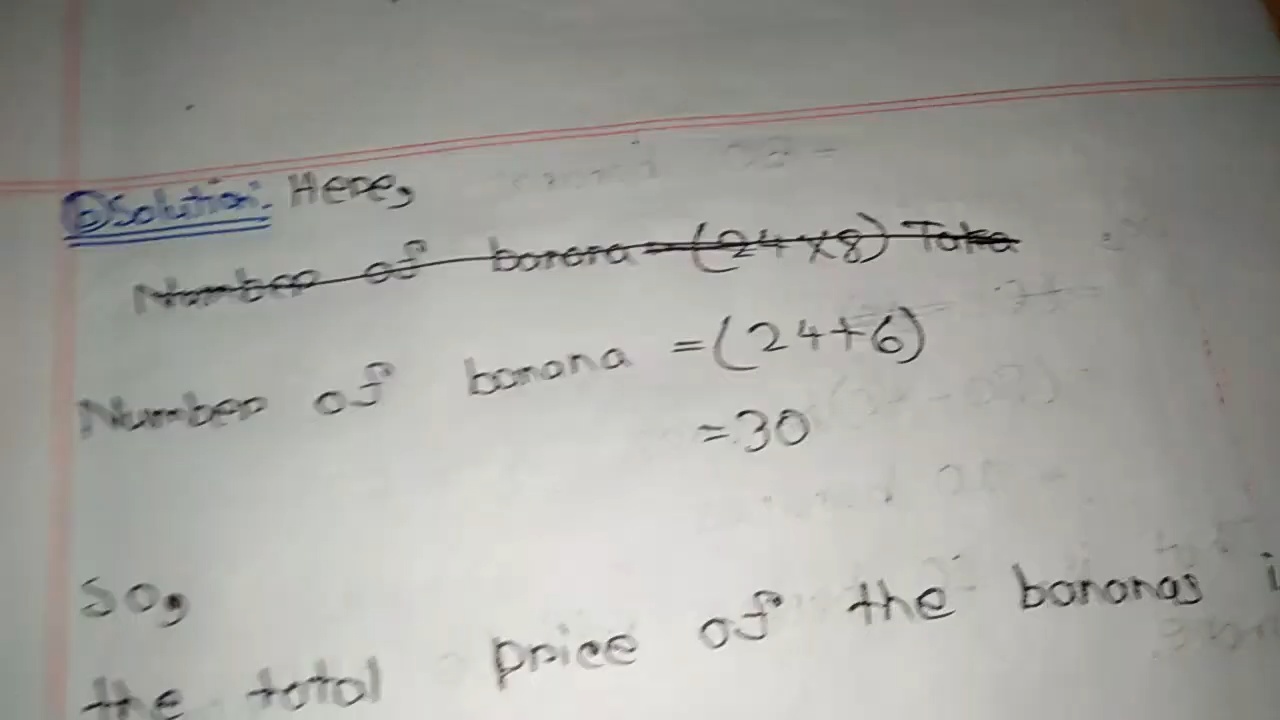 Solution: Here,
Number of banana = (24×8) Taka
Number of banana = (24+6)
=30
So,
the total price of the bananas